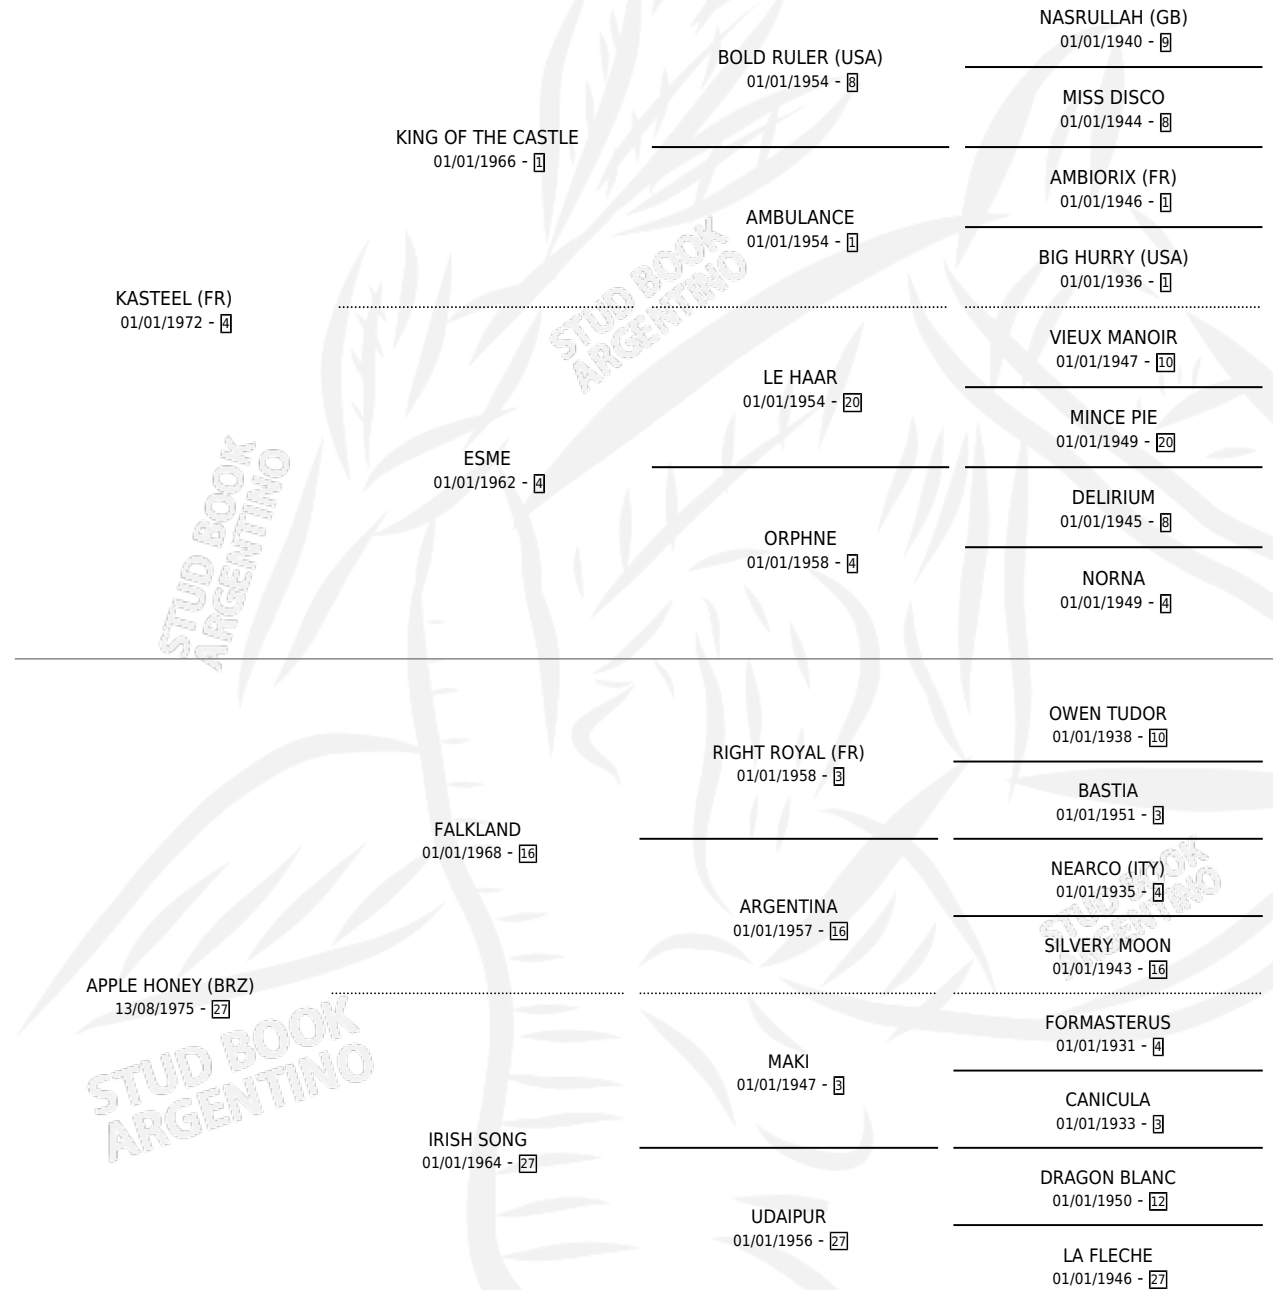 NASRULLAH (GB)
01/01/1940 - 9
BOLD RULER (USA)
01/01/1954 - 8
MISS DISCO
01/01/1944 - 8
KING OF THE CASTLE
01/01/1966 - 1
AMBIORIX (FR)
01/01/1946 - 1
AMBULANCE
01/01/1954 - 1
BIG HURRY (USA)
01/01/1936 - 1
KASTEEL (FR)
01/01/1972 - 4
VIEUX MANOIR
01/01/1947 - 10
LE HAAR
01/01/1954 - 20
MINCE PIE
01/01/1949 - 20
ESME
01/01/1962 - 4
DELIRIUM
01/01/1945 - 8
ORPHNE
01/01/1958 - 4
NORNA
01/01/1949 - 4
STUD BOOK
ARGENTINO
STUD BOOK
ARGENTINO
OWEN TUDOR
01/01/1938 - 10
RIGHT ROYAL (FR)
01/01/1958 - 3
BASTIA
01/01/1951 - 3
FALKLAND
01/01/1968 - 16
NEARCO (ITY)
01/01/1935 - 4
ARGENTINA
01/01/1957 - 16
SILVERY MOON
01/01/1943 - 16
APPLE HONEY (BRZ)
13/08/1975 - 27
FORMASTERUS
01/01/1931 - 4
MAKI
01/01/1947 - 3
CANICULA
01/01/1933 - 3
IRISH SONG
01/01/1964 - 27
DRAGON BLANC
01/01/1950 - 12
UDAIPUR
01/01/1956 - 27
LA FLECHE
01/01/1946 - 27
STUD BOOK
ARGENTINO
STUD BOOK
ARGENTINO